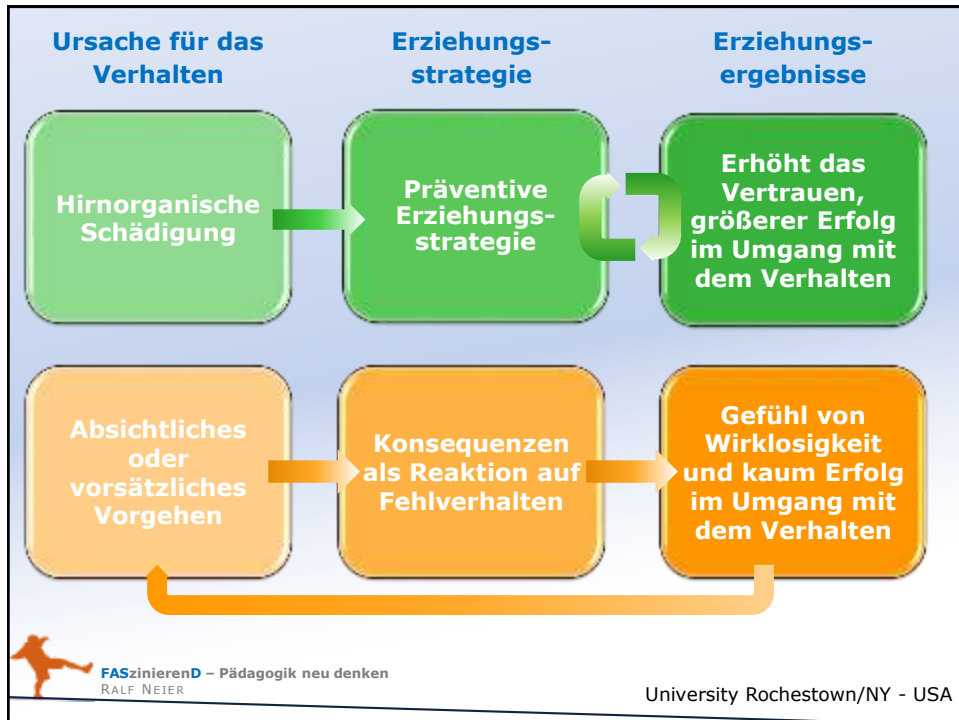 Ursache für das
Verhalten
Erziehungs-
strategie
Erziehungs-
ergebnisse
Hirnorganische
Schädigung
Präventive
Erziehungs-
strategie
Erhöht das
Vertrauen,
größerer Erfolg
im Umgang mit
dem Verhalten
Absichtliches
oder
vorsätzliches
Vorgehen
Konsequenzen
als Reaktion auf
Fehlverhalten
Gefühl von
Wirklosigkeit
und kaum Erfolg
im Umgang mit
dem Verhalten
FASzinierenD – Pädagogik neu denken
RALF NEIER
University Rochestown/NY - USA